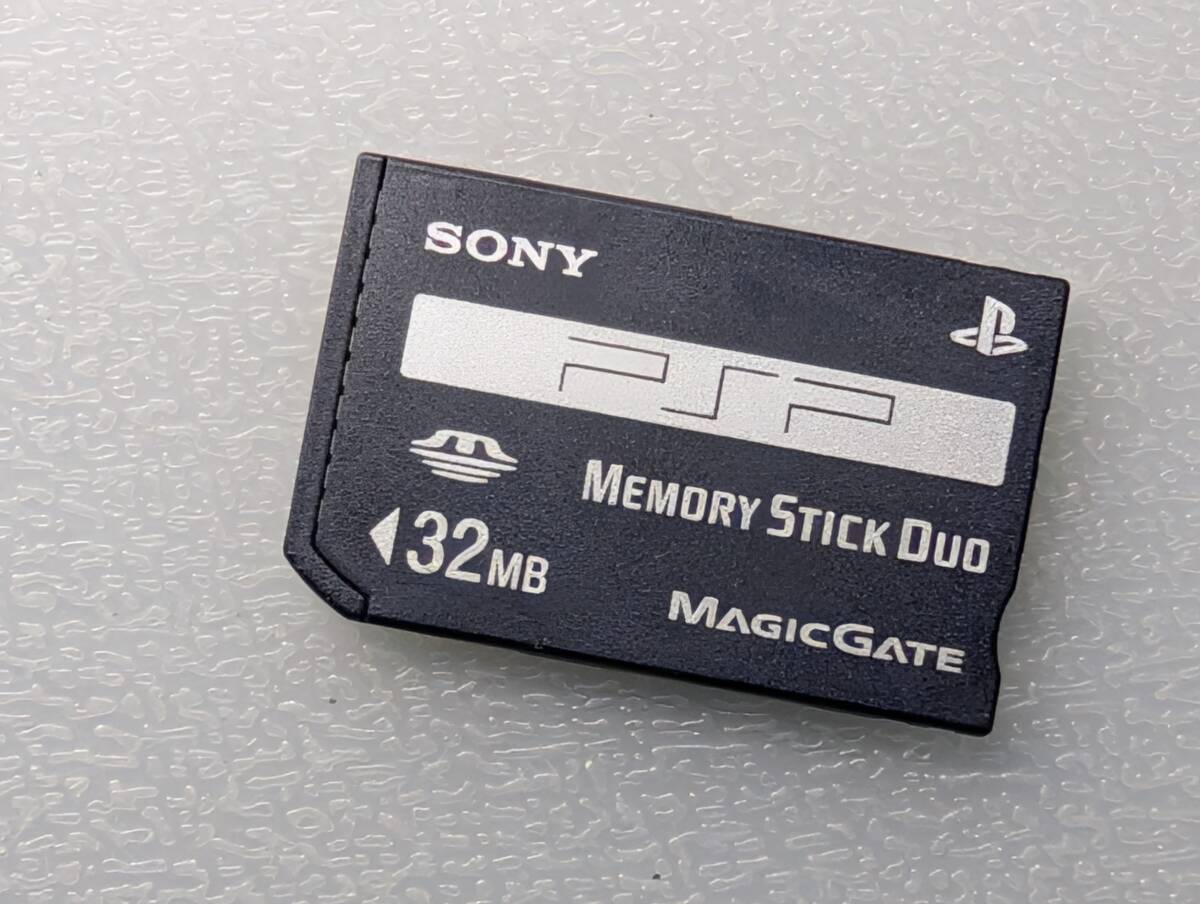 SONY
PSP
MEMORY STICK DUO
32MB
MAGICGATE